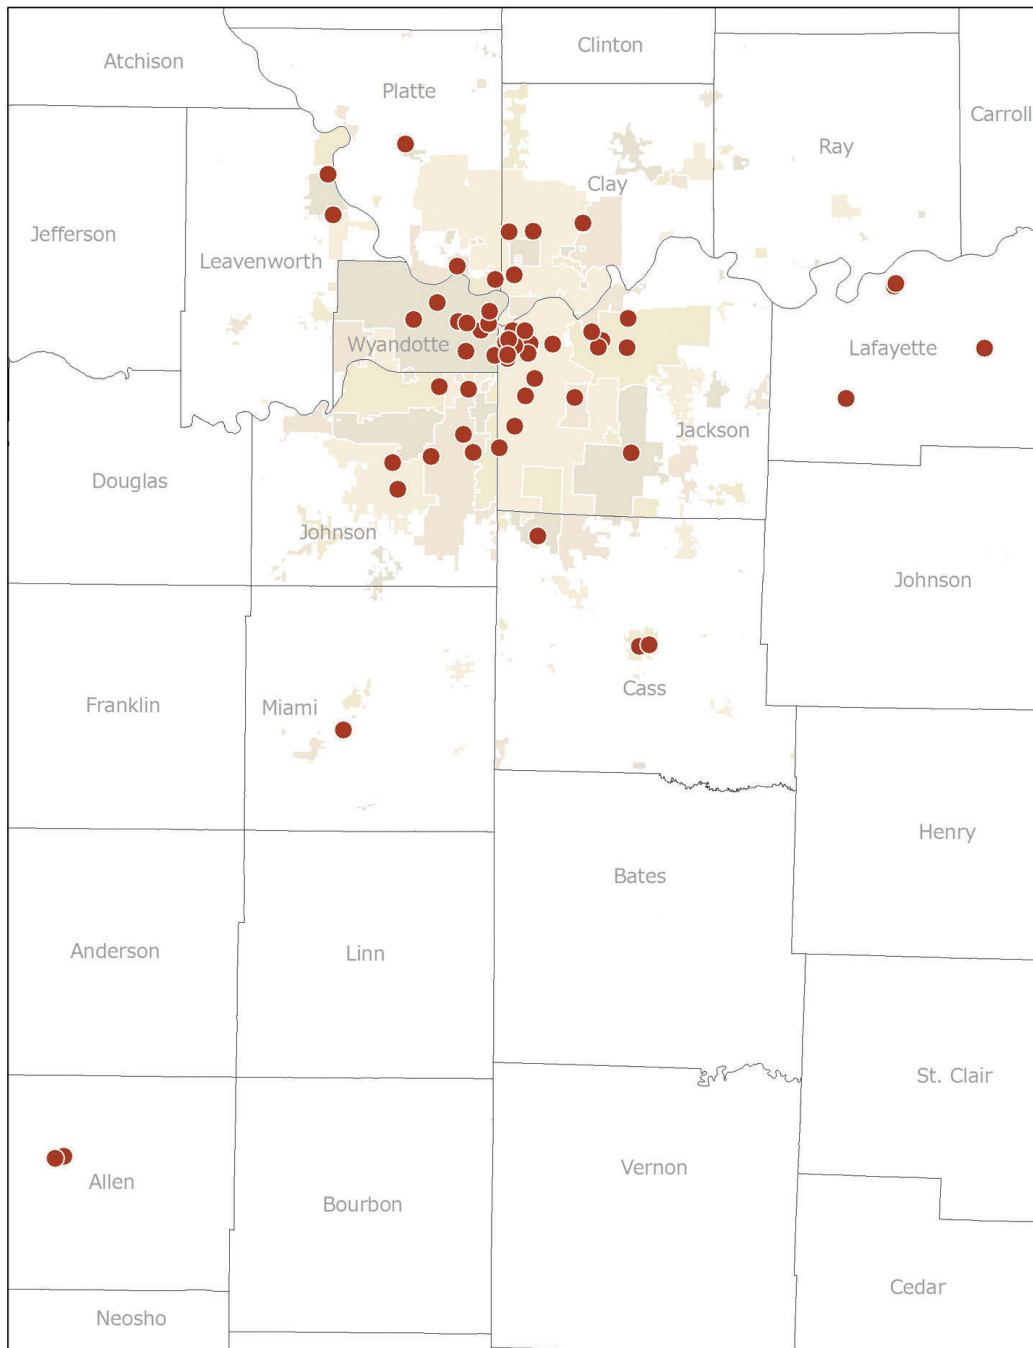 Clinton
Atchison
Platte
Carroll
Ray
Clay
Jefferson
Leavenworth
Wyandotte
Lafayette
Jackson
Douglas
Johnson
Johnson
Cass
Franklin
Miami
Henry
Bates
Anderson
Linn
St. Clair
Vernon
Allen
Bourbon
Cedar
Neosho